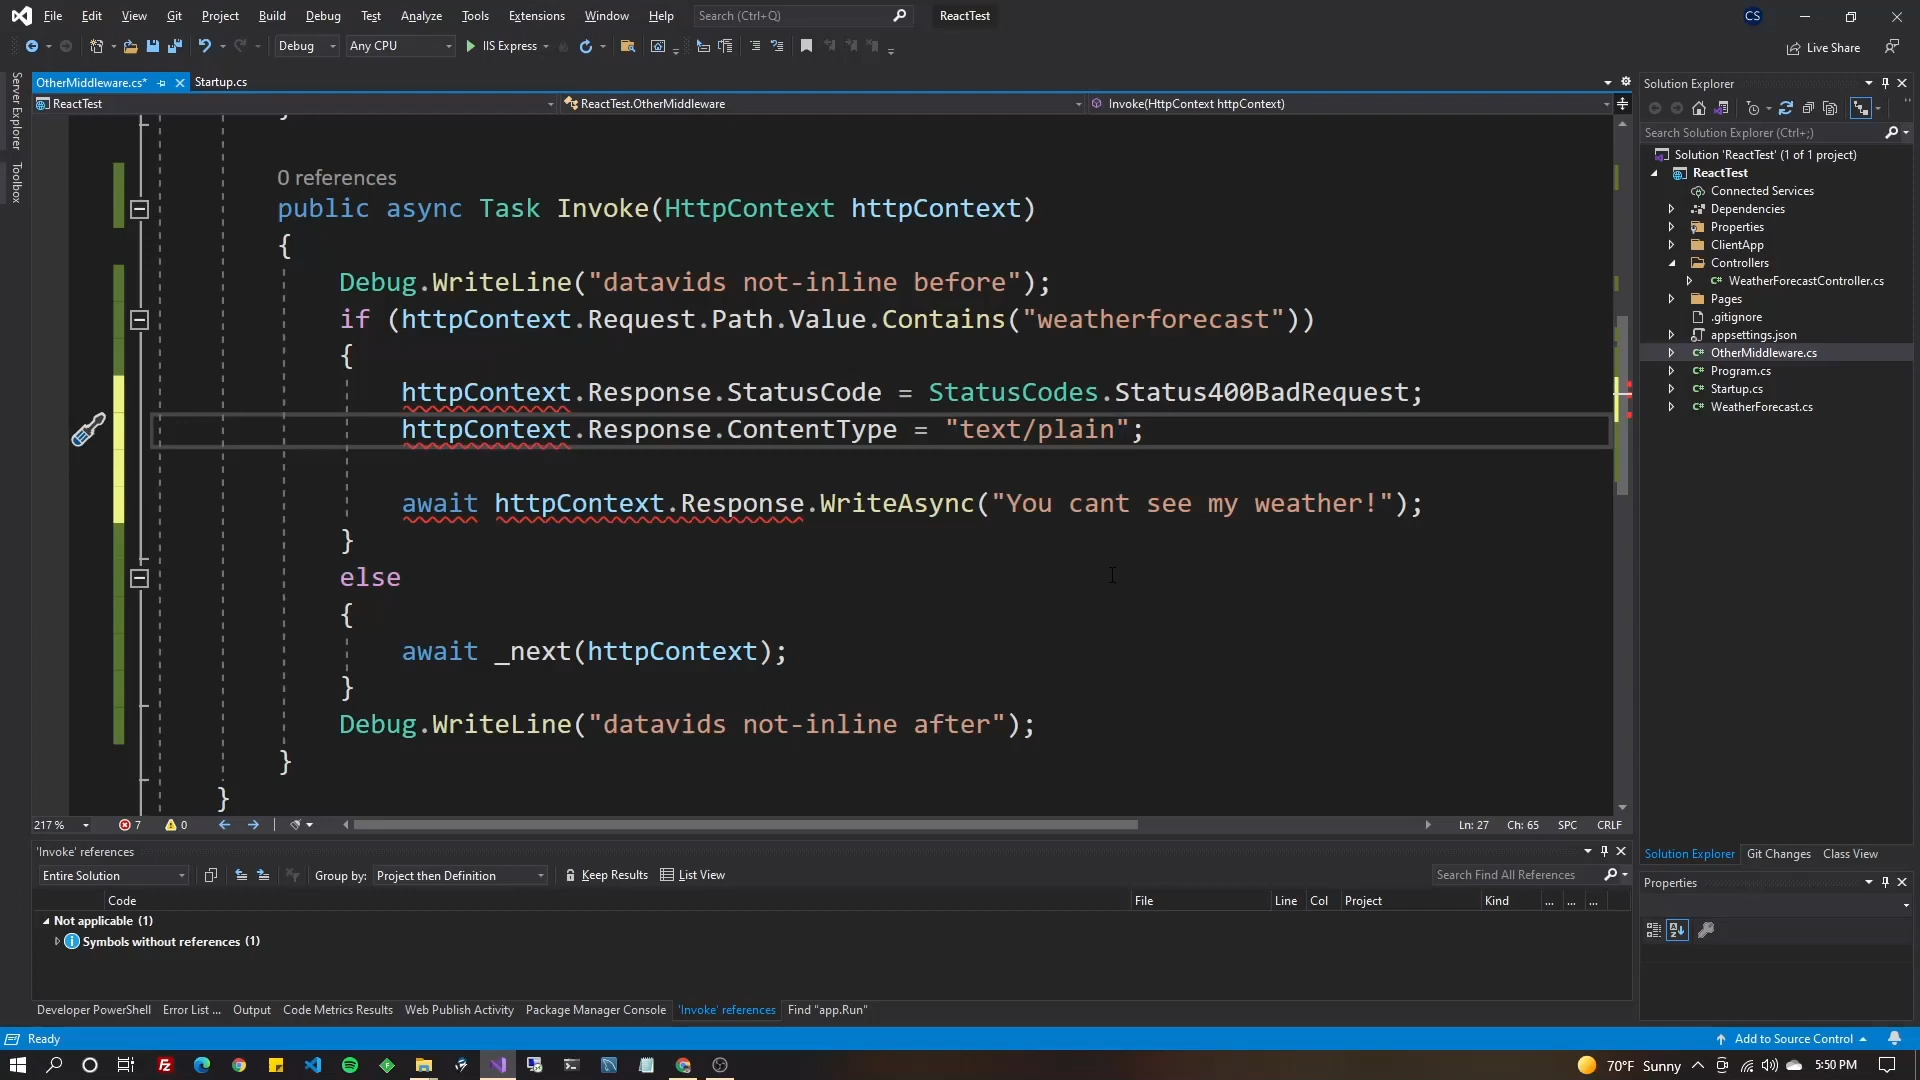 File Edit View Git Project Build Debug Test Analyze Tools Extensions Window Help Search (Ctrl+Q) ReactTest CS
Debug Any CPU IIS Express Live Share
Server Explorer
Toolbox
OtherMiddleware.cs* Startup.cs
ReactTest ReactTest.OtherMiddleware Invoke(HttpContext httpContext)
0 references
public async Task Invoke(HttpContext httpContext)
{
Debug.WriteLine("datavids not-inline before");
if (httpContext.Request.Path.Value.Contains("weatherforecast"))
{
httpContext.Response.StatusCode = StatusCodes.Status400BadRequest;
httpContext.Response.ContentType = "text/plain";
await httpContext.Response.WriteAsync("You cant see my weather!");
}
else
{
await _next(httpContext);
}
Debug.WriteLine("datavids not-inline after");
}
}
217 % 7 0 Ln: 27 Ch: 65 SPC CRLF
'Invoke' references
Entire Solution Group by: Project then Definition Keep Results List View Search Find All References
Code File Line Col Project Kind ... ... ...
Not applicable (1)
Symbols without references (1)
Developer PowerShell Error List ... Output Code Metrics Results Web Publish Activity Package Manager Console 'Invoke' references Find "app.Run"
Solution Explorer
Search Solution Explorer (Ctrl+;)
Solution 'ReactTest' (1 of 1 project)
ReactTest
Connected Services
Dependencies
Properties
ClientApp
Controllers
C# WeatherForecastController.cs
Pages
.gitignore
appsettings.json
C# OtherMiddleware.cs
C# Program.cs
C# Startup.cs
C# WeatherForecast.cs
Solution Explorer Git Changes Class View
Properties
Ready Add to Source Control
70°F Sunny 5:50 PM